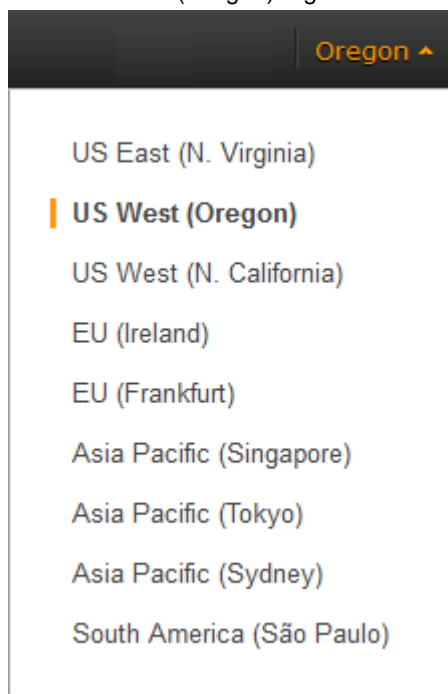 (Oregon)
Oregon
US East (N. Virginia)
US West (Oregon)
US West (N. California)
EU (Ireland)
EU (Frankfurt)
Asia Pacific (Singapore)
Asia Pacific (Tokyo)
Asia Pacific (Sydney)
South America (São Paulo)